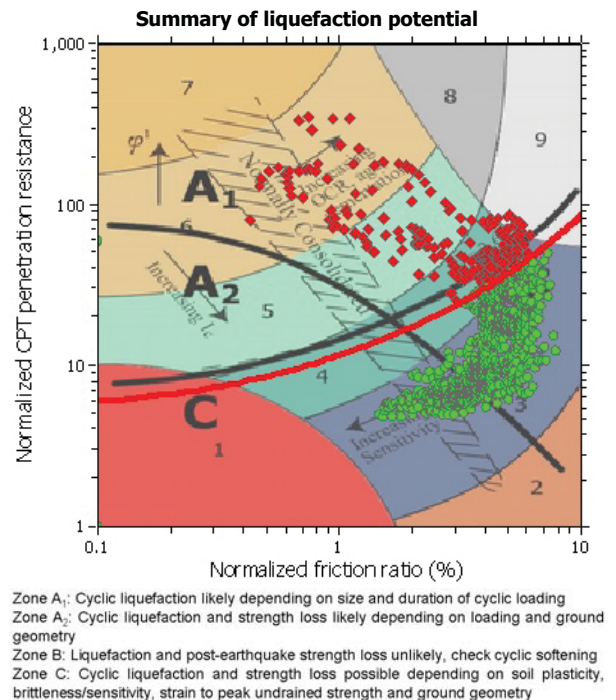 Summary of liquefaction potential
1,000
7
8
9
φ'
Increasing
OCR, age
cementation
Normally Consolidated
A1
100
6
A2
Increasing Ic
5
10
4
C
3
Increasing
Sensitivity
1
2
1
0.1
1
10
Normalized CPT penetration resistance
Normalized friction ratio (%)
Zone A1: Cyclic liquefaction likely depending on size and duration of cyclic loading
Zone A2: Cyclic liquefaction and strength loss likely depending on loading and ground
geometry
Zone B: Liquefaction and post-earthquake strength loss unlikely, check cyclic softening
Zone C: Cyclic liquefaction and strength loss possible depending on soil plasticity,
brittleness/sensitivity, strain to peak undrained strength and ground geometry